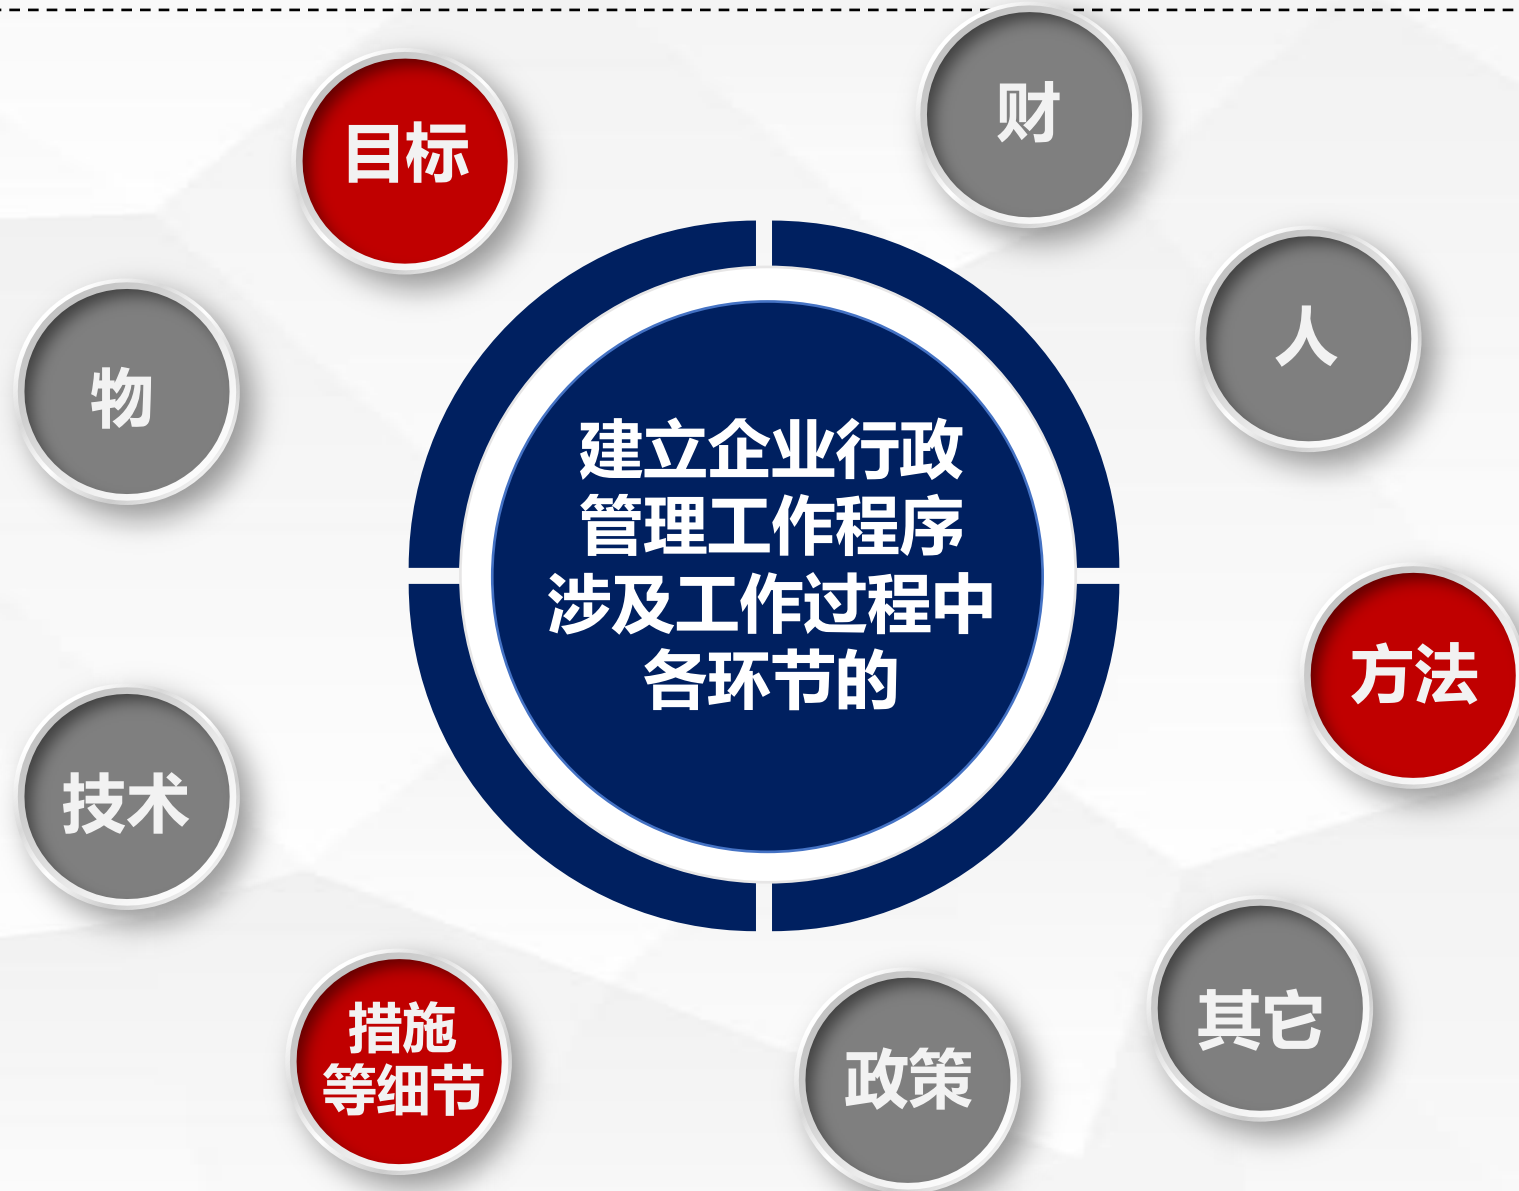 财
目标
人
物
建立企业行政
管理工作程序
涉及工作过程中
各环节的
方法
技术
其它
措施
等细节
政策